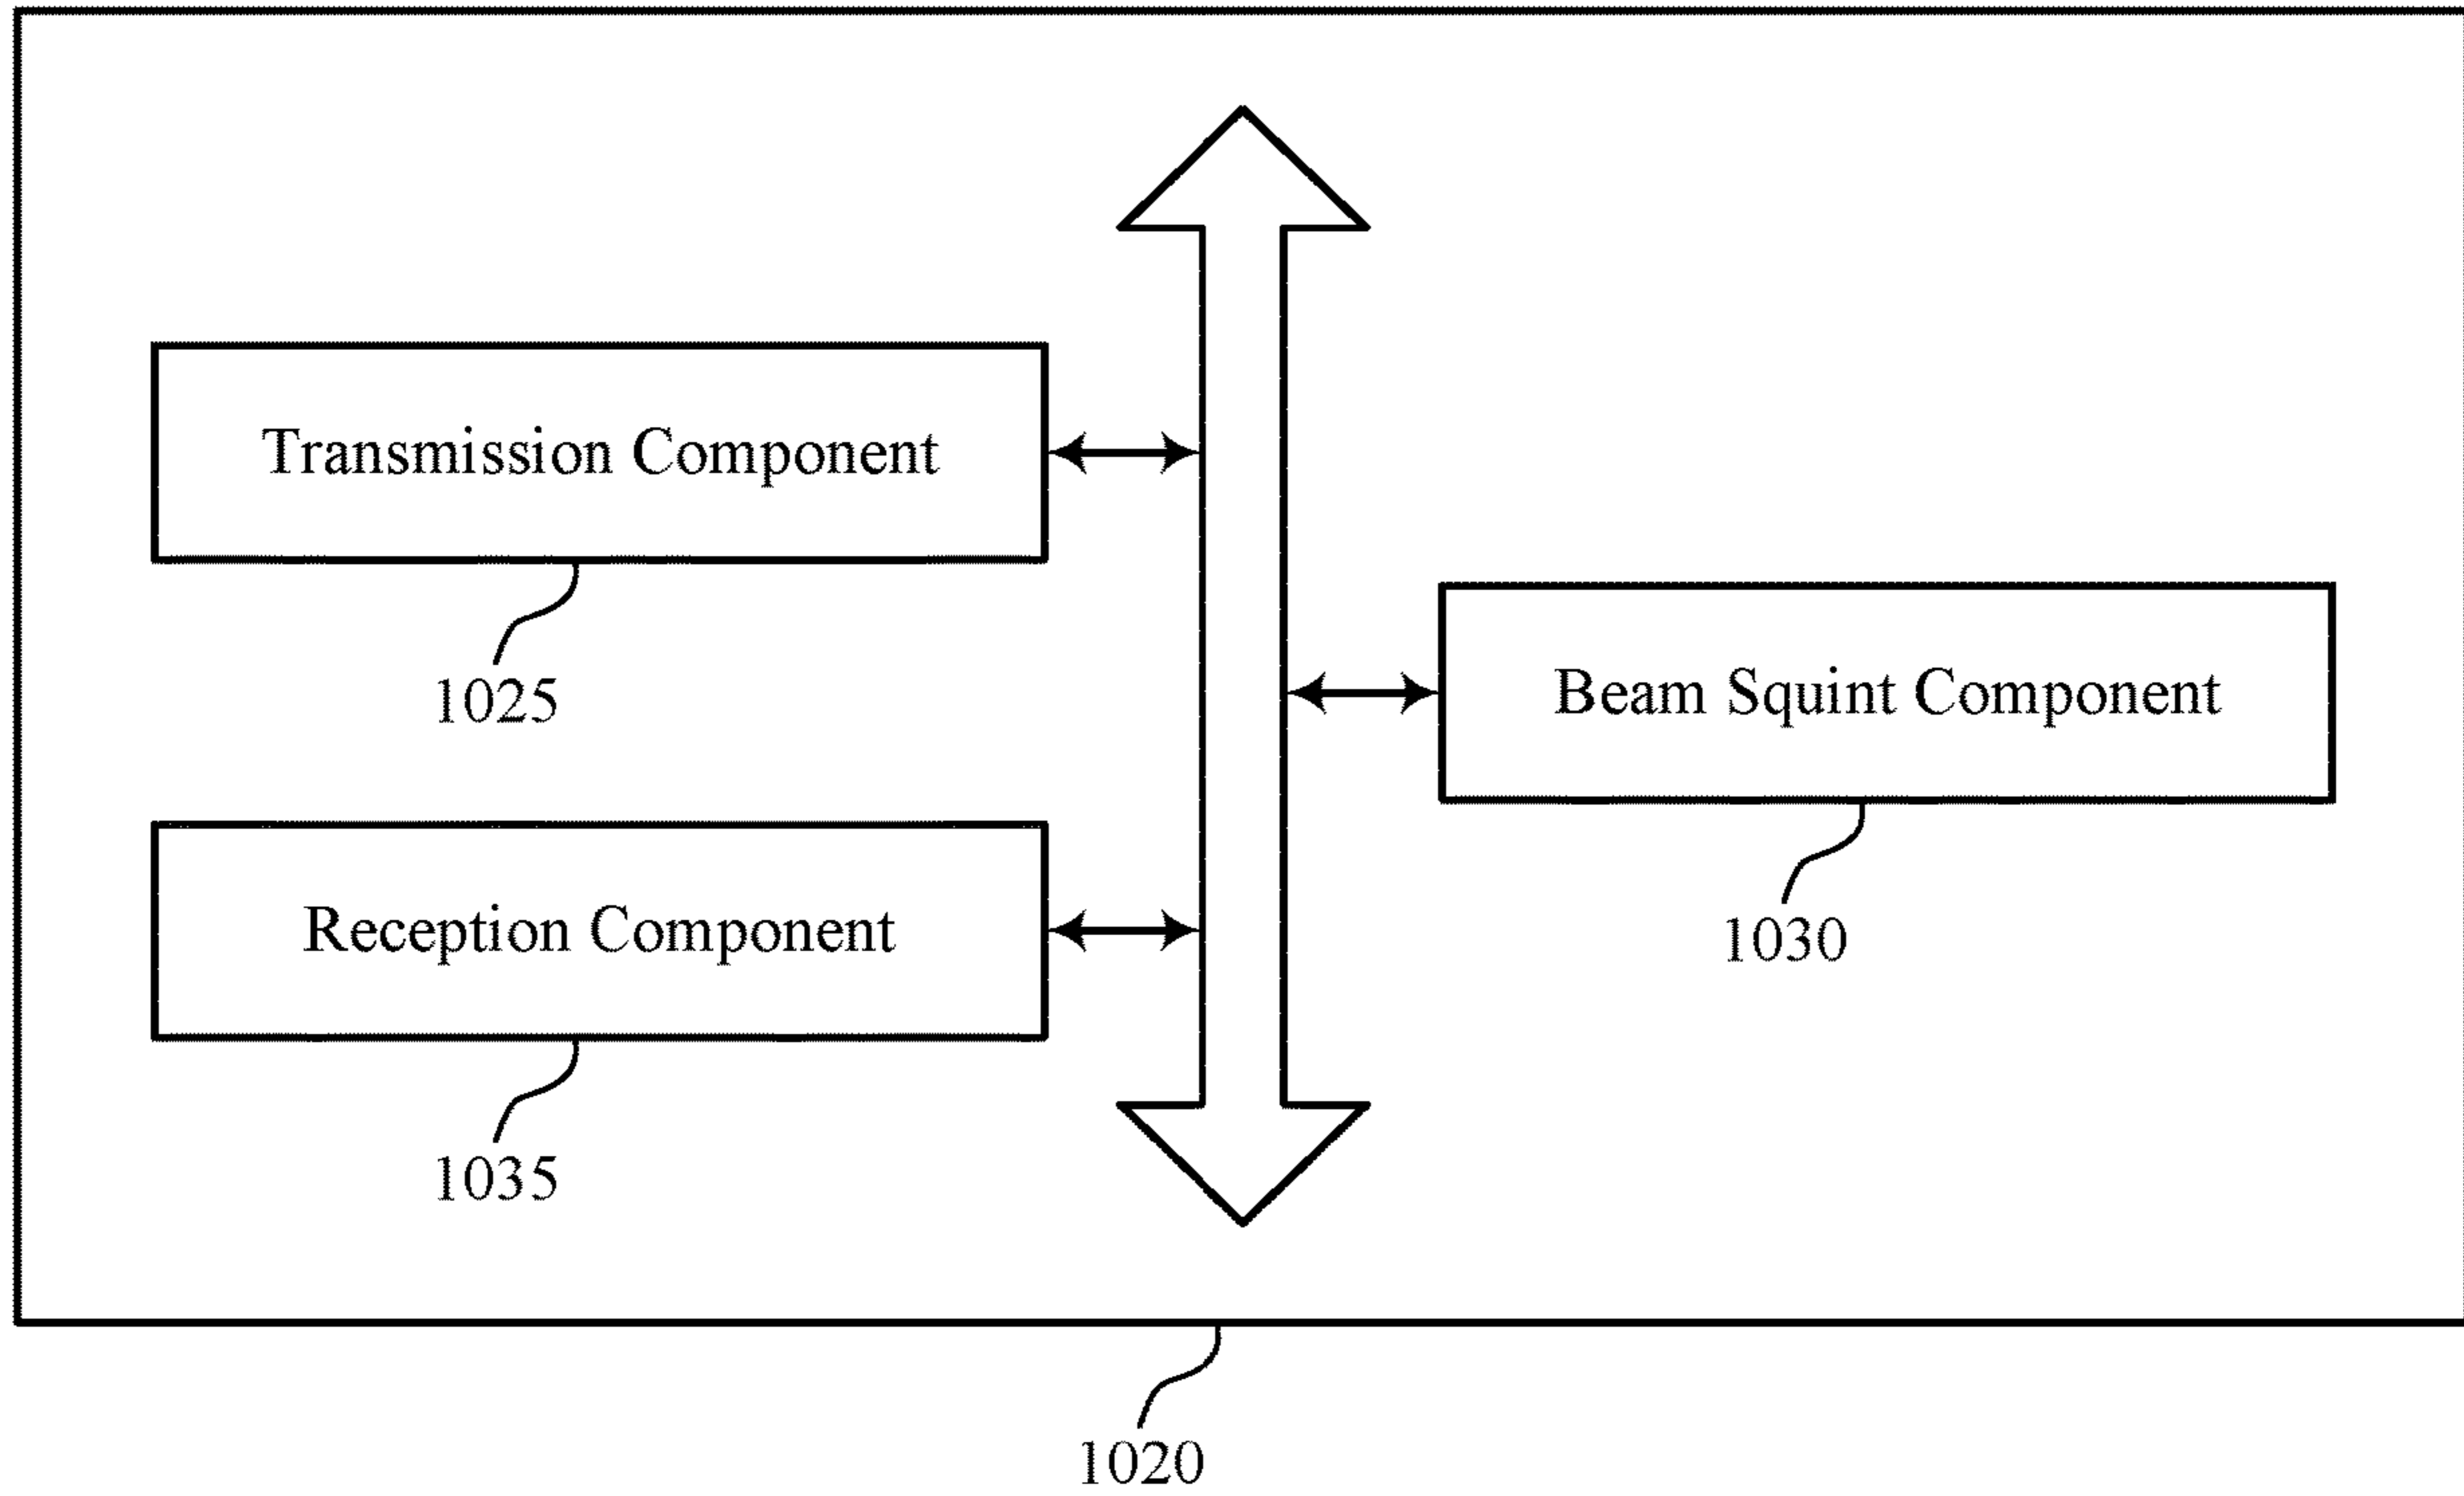 Transmission Component
1025
Beam Squint Component
1030
Reception Component
1035
1020